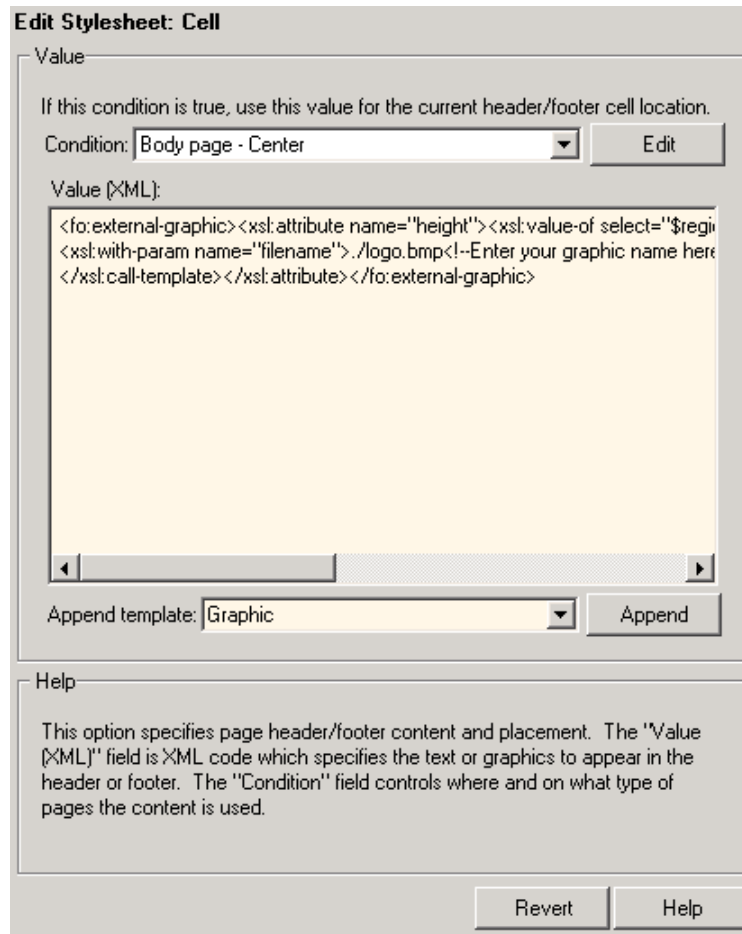 Edit Stylesheet: Cell
Value
If this condition is true, use this value for the current header/footer cell location.
Condition: Body page - Center
Edit
Value (XML):
<fo:external-graphic><xsl:attribute name="height"><xsl:value-of select="$regi
<xsl:with-param name="filename">./logo.bmp<!--Enter your graphic name here
</xsl:call-template></xsl:attribute></fo:external-graphic>
Append template: Graphic
Append
Help
This option specifies page header/footer content and placement. The "Value
(XML)" field is XML code which specifies the text or graphics to appear in the
header or footer. The "Condition" field controls where and on what type of
pages the content is used.
Revert
Help